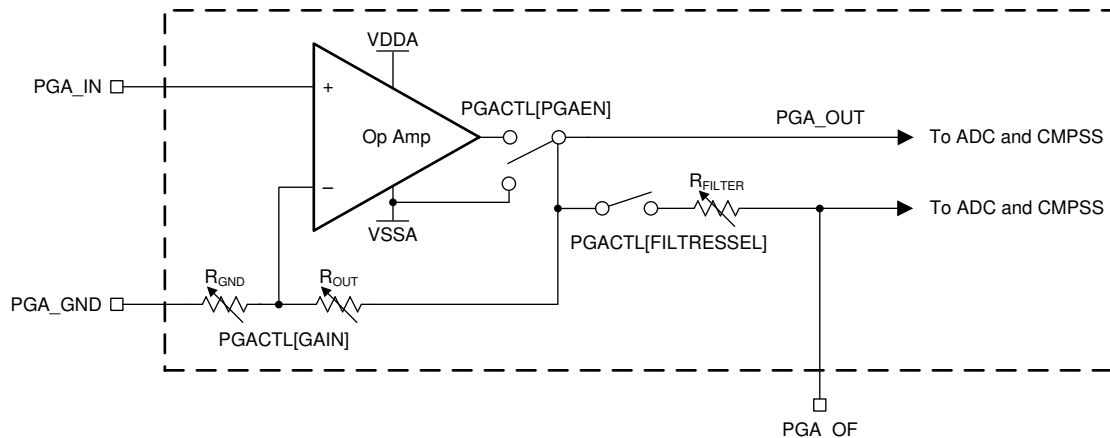 VDDA
PGA_IN
+
PGACTL[PGAEN]
Op Amp
PGA_OUT
To ADC and CMPSS
−
R_FILTER
To ADC and CMPSS
VSSA
PGACTL[FILTRESSEL]
R_GND
R_OUT
PGA_GND
PGACTL[GAIN]
PGA_OF